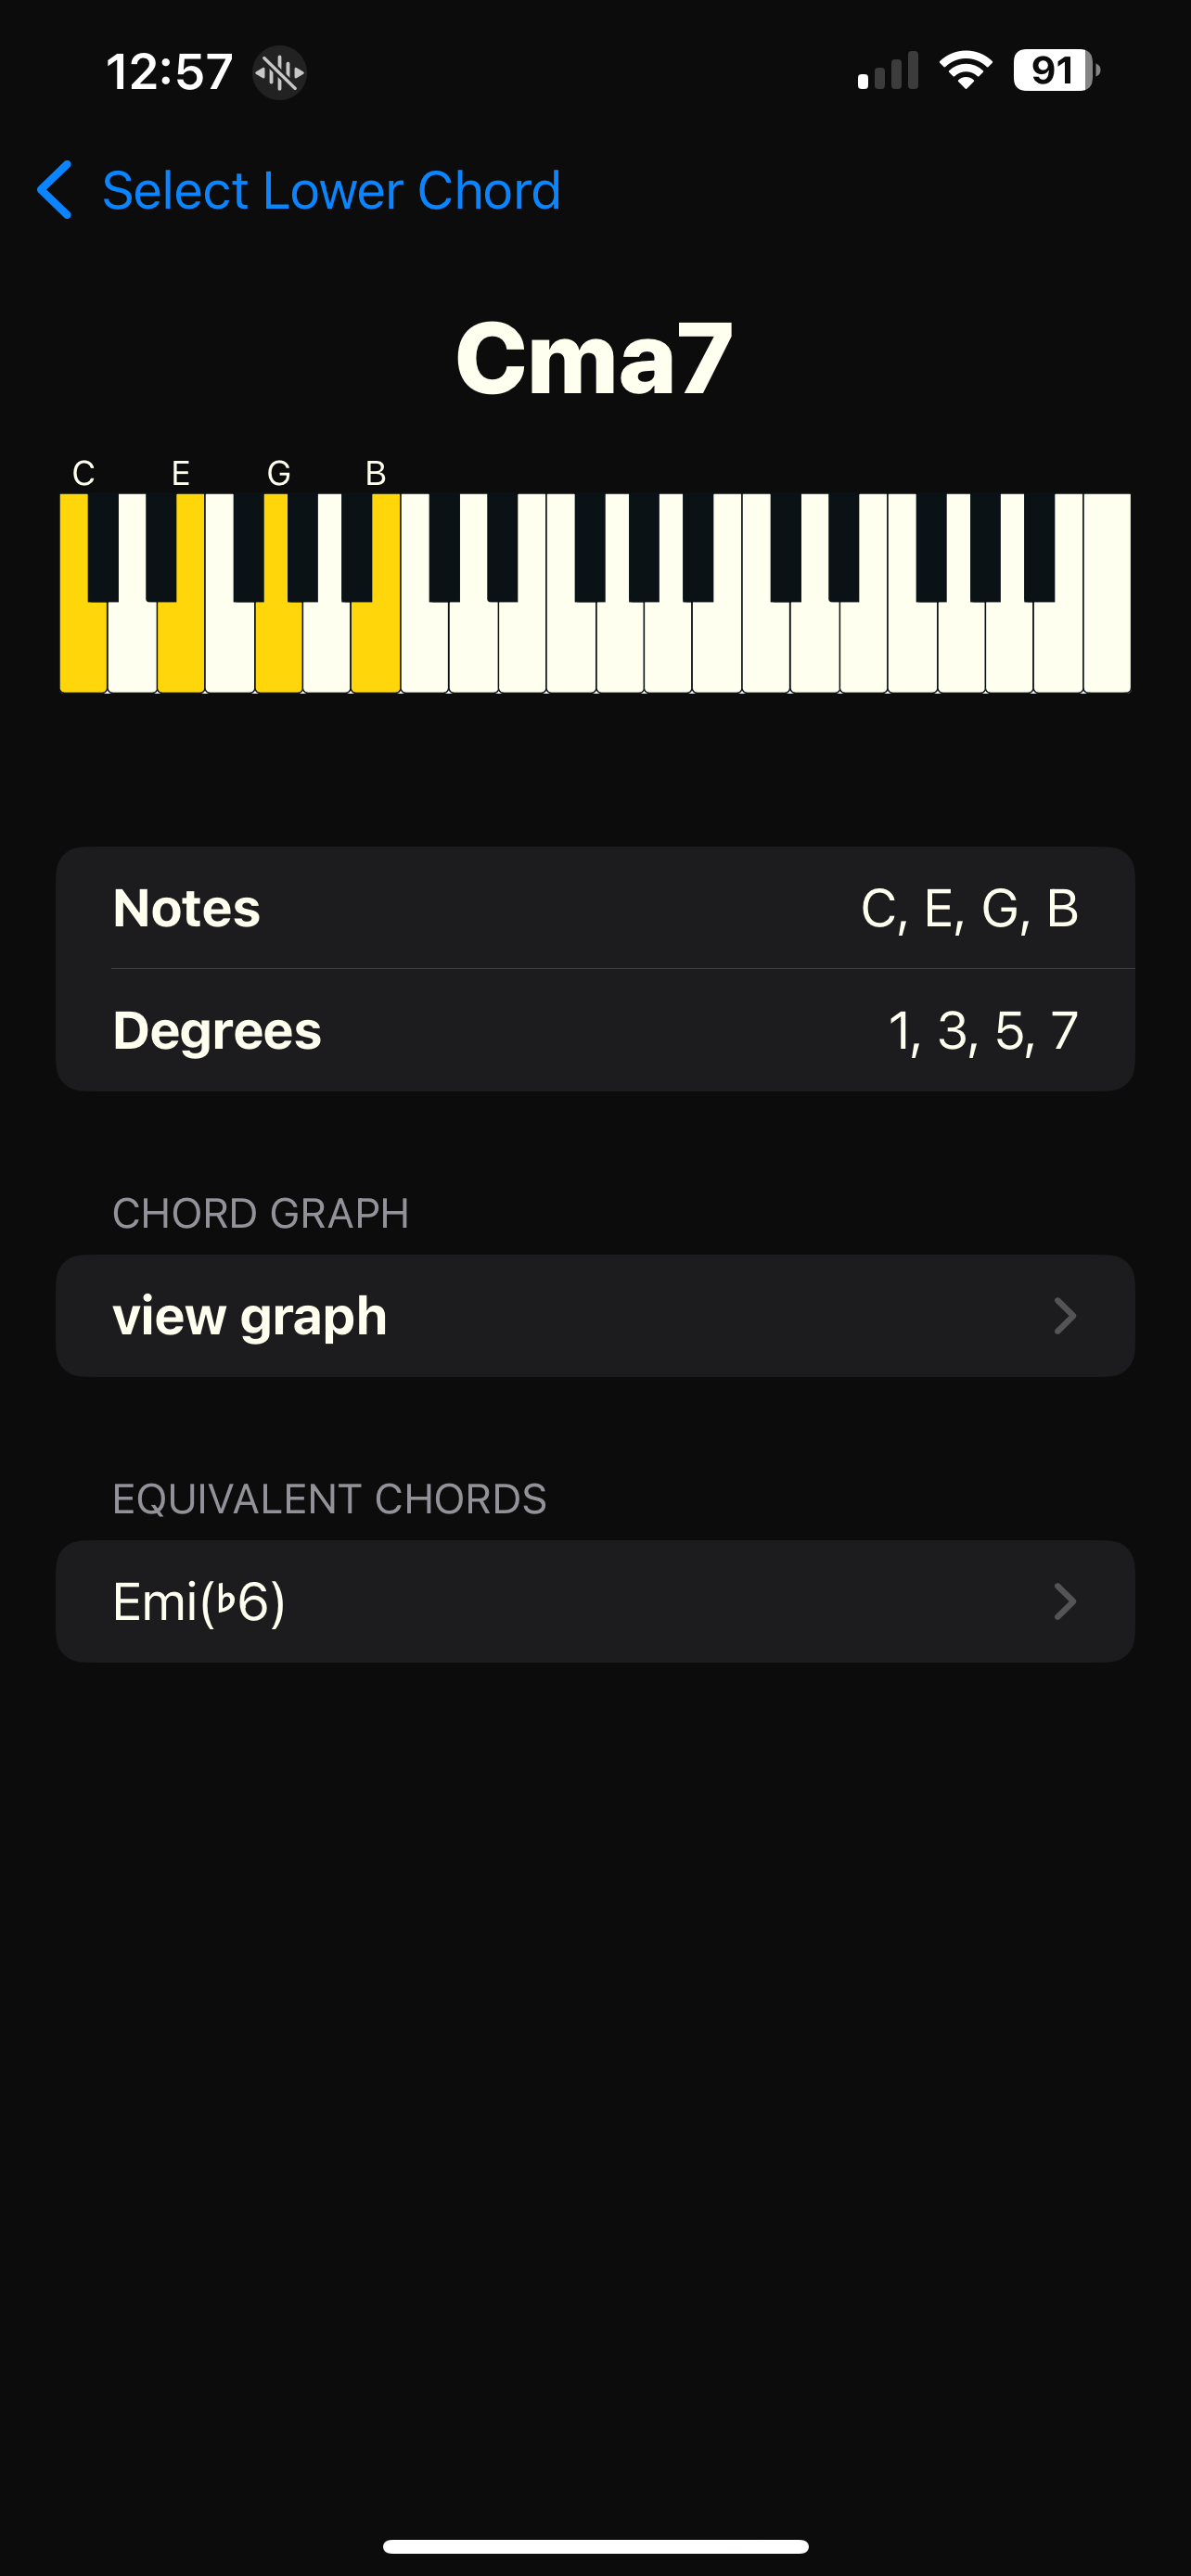 12:57
91
Select Lower Chord
Cma7
C E G B
Notes C, E, G, B
Degrees 1, 3, 5, 7
CHORD GRAPH
view graph
EQUIVALENT CHORDS
Emi(♭6)